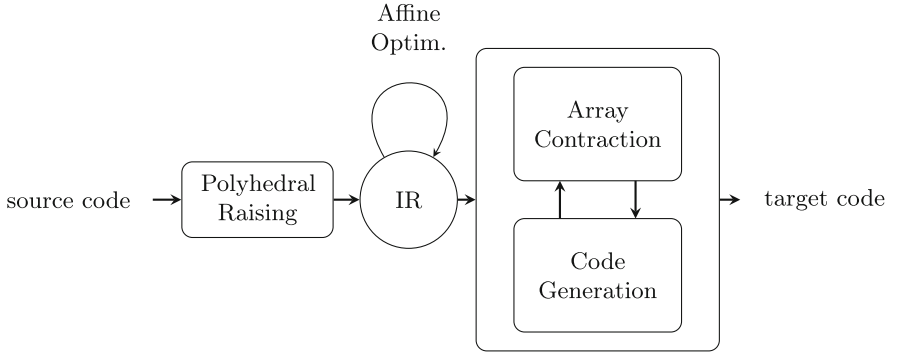 Affine
Optim.
source code
Polyhedral
Raising
IR
Array
Contraction
Code
Generation
target code